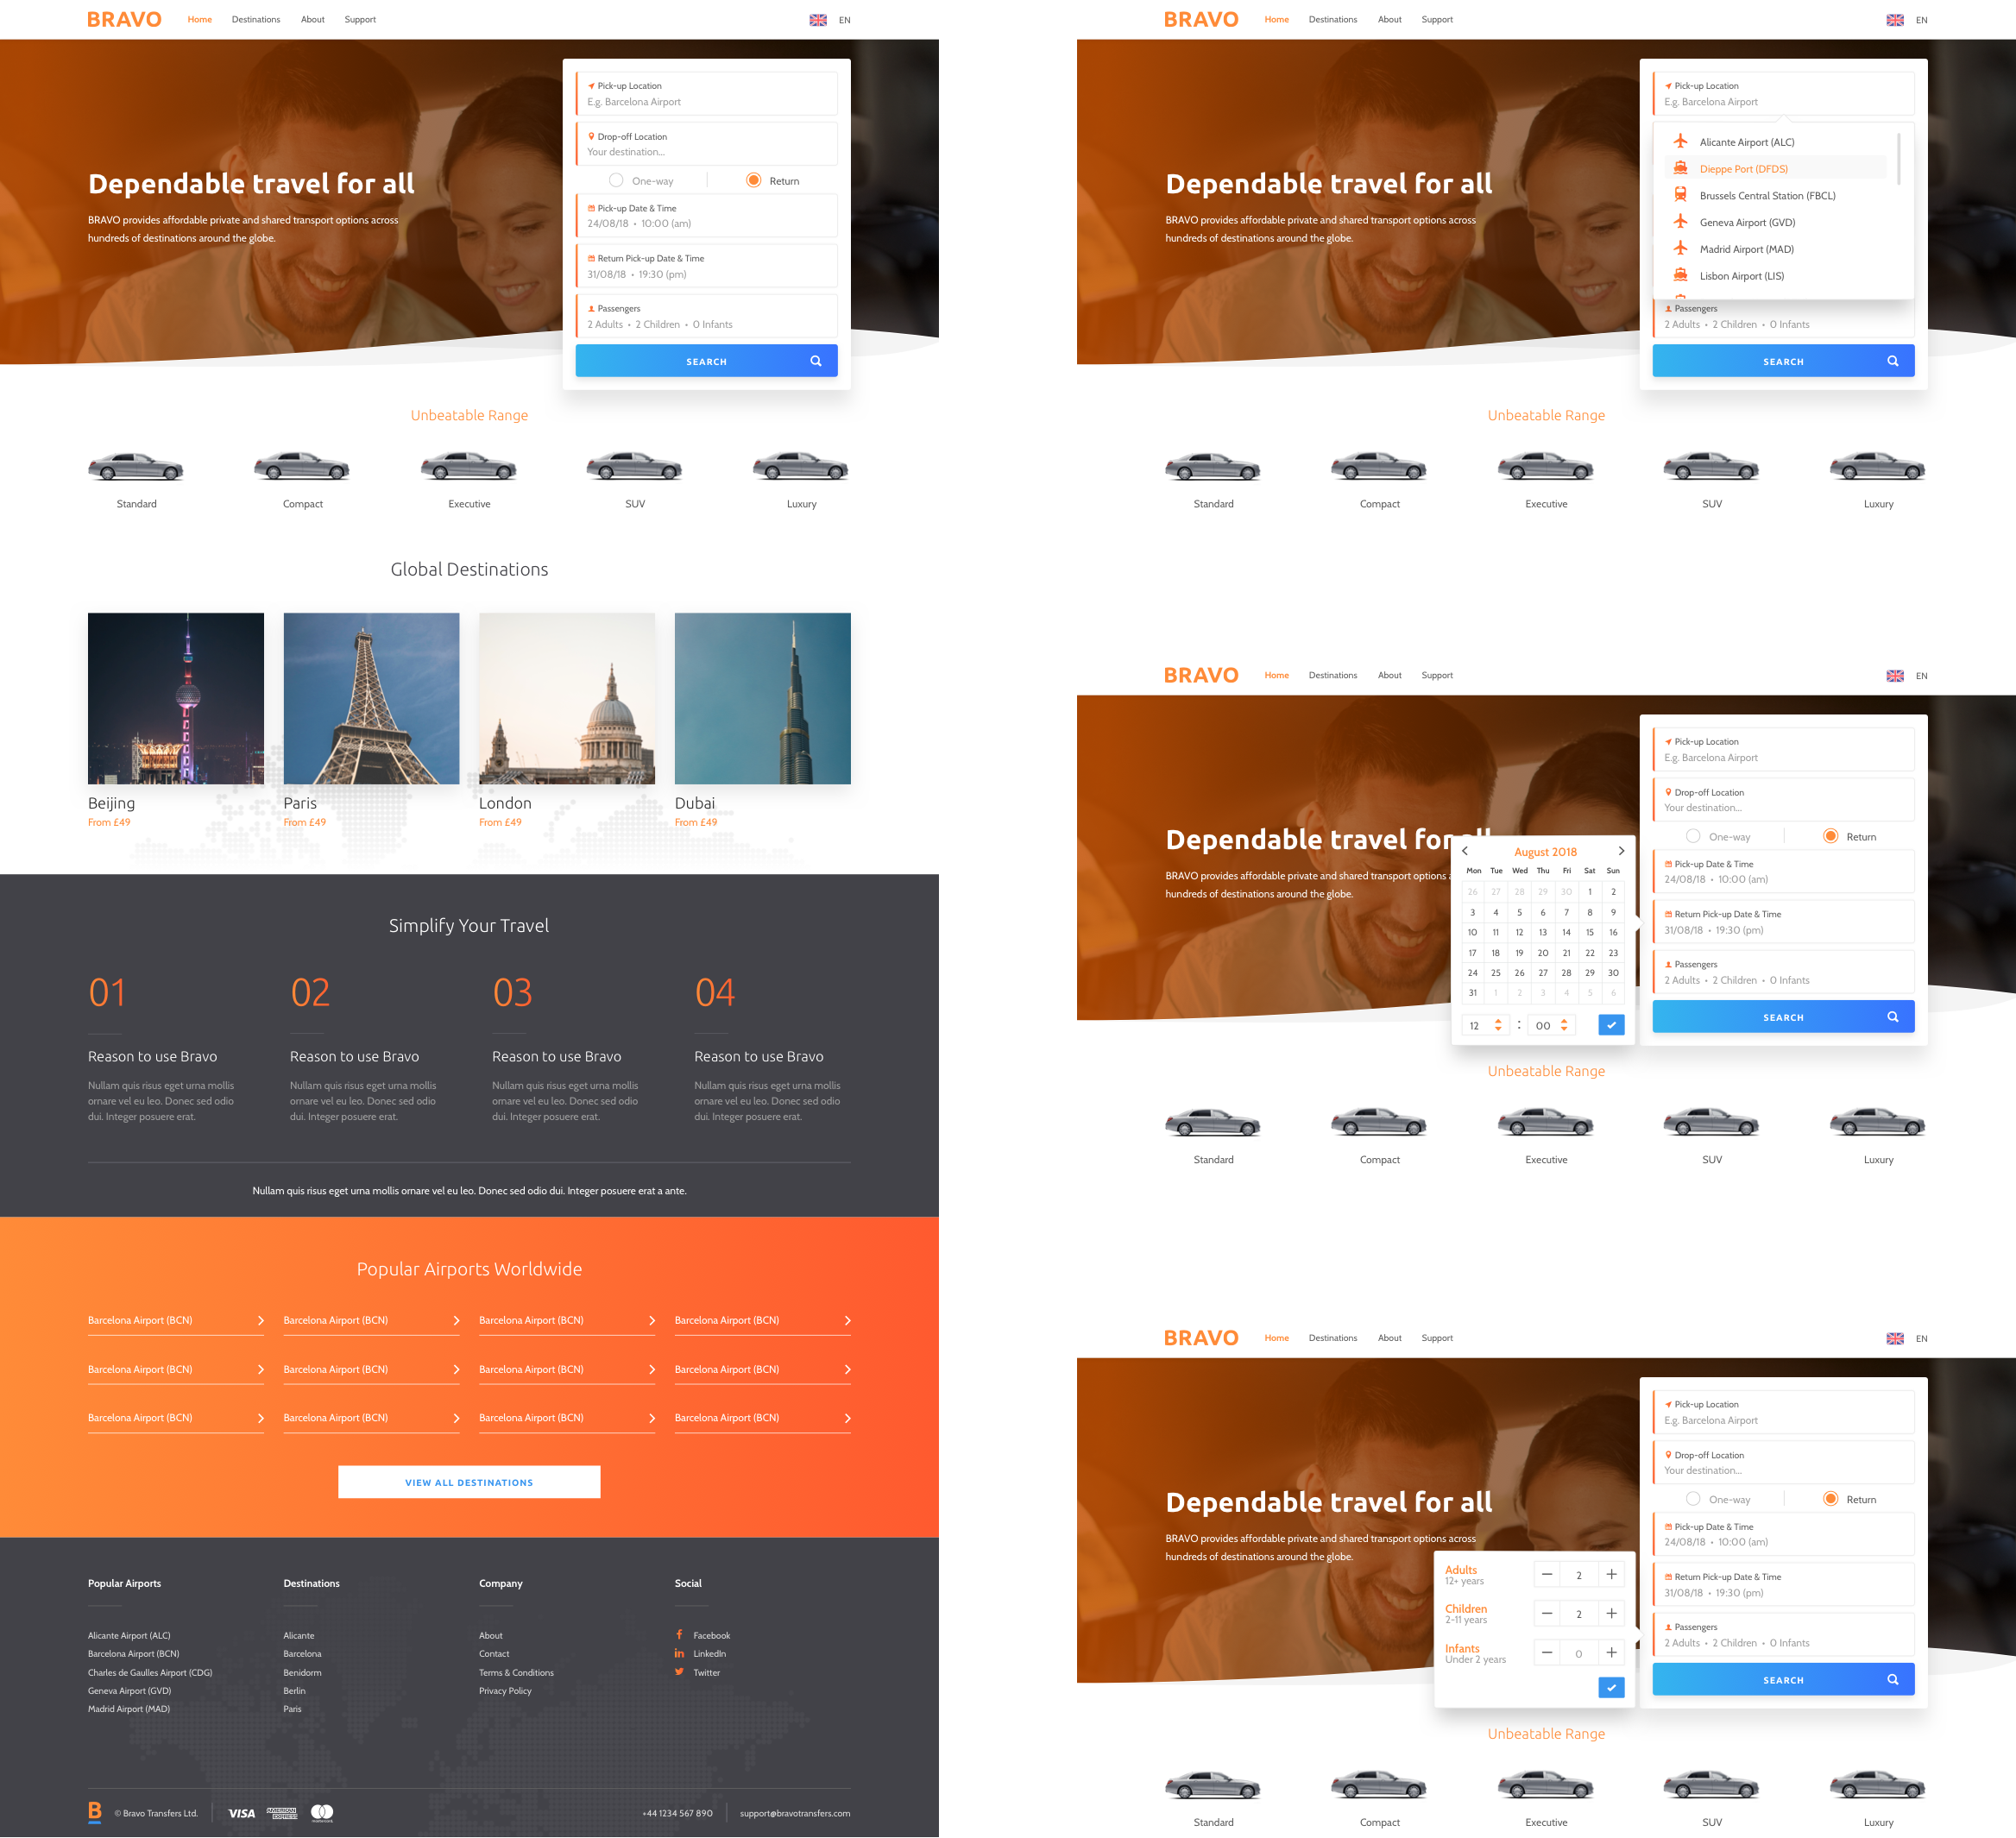 BRAVO
Home
Destinations
About
Support
EN
Dependable travel for all
BRAVO provides affordable private and shared transport options across
hundreds of destinations around the globe.
Pick-up Location
E.g. Barcelona Airport
Drop-off Location
Your destination...
One-way
Return
Pick-up Date & Time
24/08/18 • 10:00 (am)
Return Pick-up Date & Time
31/08/18 • 19:30 (pm)
Passengers
2 Adults • 2 Children • 0 Infants
SEARCH
Unbeatable Range
Standard
Compact
Executive
SUV
Luxury
Global Destinations
Beijing
From £49
Paris
From £49
London
From £49
Dubai
From £49
Simplify Your Travel
01
Reason to use Bravo
Nullam quis risus eget urna mollis
ornare vel eu leo. Donec sed odio
dui. Integer posuere erat.
02
Reason to use Bravo
Nullam quis risus eget urna mollis
ornare vel eu leo. Donec sed odio
dui. Integer posuere erat.
03
Reason to use Bravo
Nullam quis risus eget urna mollis
ornare vel eu leo. Donec sed odio
dui. Integer posuere erat.
04
Reason to use Bravo
Nullam quis risus eget urna mollis
ornare vel eu leo. Donec sed odio
dui. Integer posuere erat.
Nullam quis risus eget urna mollis ornare vel eu leo. Donec sed odio dui. Integer posuere erat a ante.
Popular Airports Worldwide
Barcelona Airport (BCN)
Barcelona Airport (BCN)
Barcelona Airport (BCN)
Barcelona Airport (BCN)
Barcelona Airport (BCN)
Barcelona Airport (BCN)
Barcelona Airport (BCN)
Barcelona Airport (BCN)
Barcelona Airport (BCN)
Barcelona Airport (BCN)
Barcelona Airport (BCN)
Barcelona Airport (BCN)
VIEW ALL DESTINATIONS
Popular Airports
Alicante Airport (ALC)
Barcelona Airport (BCN)
Charles de Gaulles Airport (CDG)
Geneva Airport (GVD)
Madrid Airport (MAD)
Destinations
Alicante
Barcelona
Benidorm
Berlin
Paris
Company
About
Contact
Terms & Conditions
Privacy Policy
Social
Facebook
LinkedIn
Twitter
B
© Bravo Transfers Ltd.
VISA
AMERICAN
EXPRESS
mastercard
+44 1234 567 890
support@bravotransfers.com
BRAVO
Home
Destinations
About
Support
EN
Dependable travel for all
BRAVO provides affordable private and shared transport options across
hundreds of destinations around the globe.
Pick-up Location
E.g. Barcelona Airport
Alicante Airport (ALC)
Dieppe Port (DFDS)
Brussels Central Station (FBCL)
Geneva Airport (GVD)
Madrid Airport (MAD)
Lisbon Airport (LIS)
Passengers
2 Adults • 2 Children • 0 Infants
SEARCH
Unbeatable Range
Standard
Compact
Executive
SUV
Luxury
BRAVO
Home
Destinations
About
Support
EN
Dependable travel for all
BRAVO provides affordable private and shared transport options
hundreds of destinations around the globe.
August 2018
Mon Tue Wed Thu Fri Sat Sun
26 27 28 29 30 1 2
3 4 5 6 7 8 9
10 11 12 13 14 15 16
17 18 19 20 21 22 23
24 25 26 27 28 29 30
31 1 2 3 4 5 6
12 : 00
Pick-up Location
E.g. Barcelona Airport
Drop-off Location
Your destination...
One-way
Return
Pick-up Date & Time
24/08/18 • 10:00 (am)
Return Pick-up Date & Time
31/08/18 • 19:30 (pm)
Passengers
2 Adults • 2 Children • 0 Infants
SEARCH
Unbeatable Range
Standard
Compact
Executive
SUV
Luxury
BRAVO
Home
Destinations
About
Support
EN
Dependable travel for all
BRAVO provides affordable private and shared transport options across
hundreds of destinations around the globe.
Adults
12+ years
2
Children
2-11 years
2
Infants
Under 2 years
0
Pick-up Location
E.g. Barcelona Airport
Drop-off Location
Your destination...
One-way
Return
Pick-up Date & Time
24/08/18 • 10:00 (am)
Return Pick-up Date & Time
31/08/18 • 19:30 (pm)
Passengers
2 Adults • 2 Children • 0 Infants
SEARCH
Unbeatable Range
Standard
Compact
Executive
SUV
Luxury